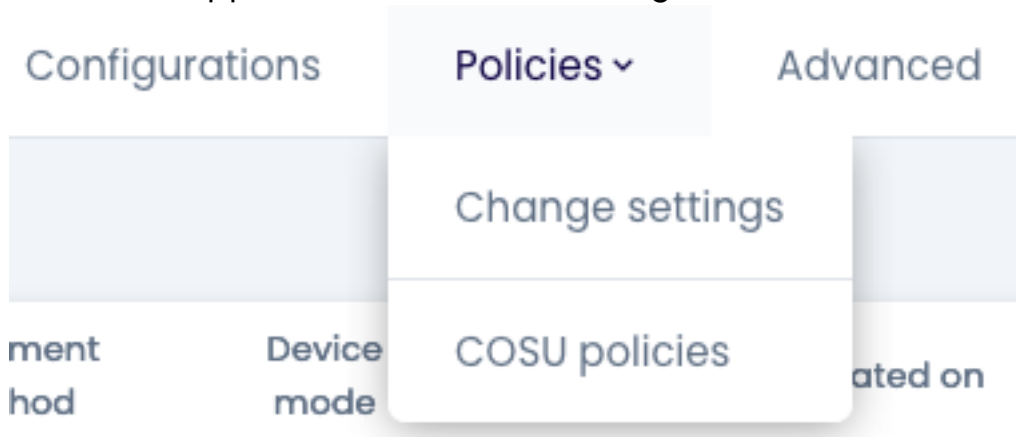 Configurations Policies Advanced
Change settings
COSU policies
ment Device ated on
hod mode